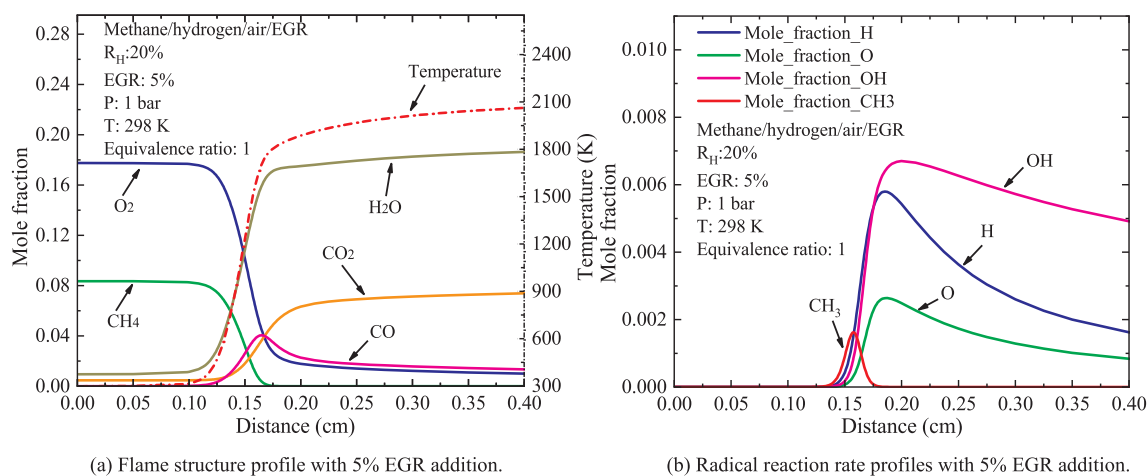 Methane/hydrogen/air/EGR
RH:20%
EGR: 5%
P: 1 bar
T: 298 K
Equivalence ratio: 1
Temperature
O2
H2O
CO2
CH4
CO
0.28
0.24
0.20
0.16
0.12
0.08
0.04
0.00
Mole fraction
2400
2100
1800
1500
1200
900
600
300
Temperature (K)
0.00 0.05 0.10 0.15 0.20 0.25 0.30 0.35 0.40
Distance (cm)
(a) Flame structure profile with 5% EGR addition.
Mole_fraction_H
Mole_fraction_O
Mole_fraction_OH
Mole_fraction_CH3
Methane/hydrogen/air/EGR
RH:20%
EGR: 5%
P: 1 bar
T: 298 K
Equivalence ratio: 1
OH
H
O
CH3
0.010
0.008
0.006
0.004
0.002
0.000
Mole fraction
0.00 0.05 0.10 0.15 0.20 0.25 0.30 0.35 0.40
Distance (cm)
(b) Radical reaction rate profiles with 5% EGR addition.